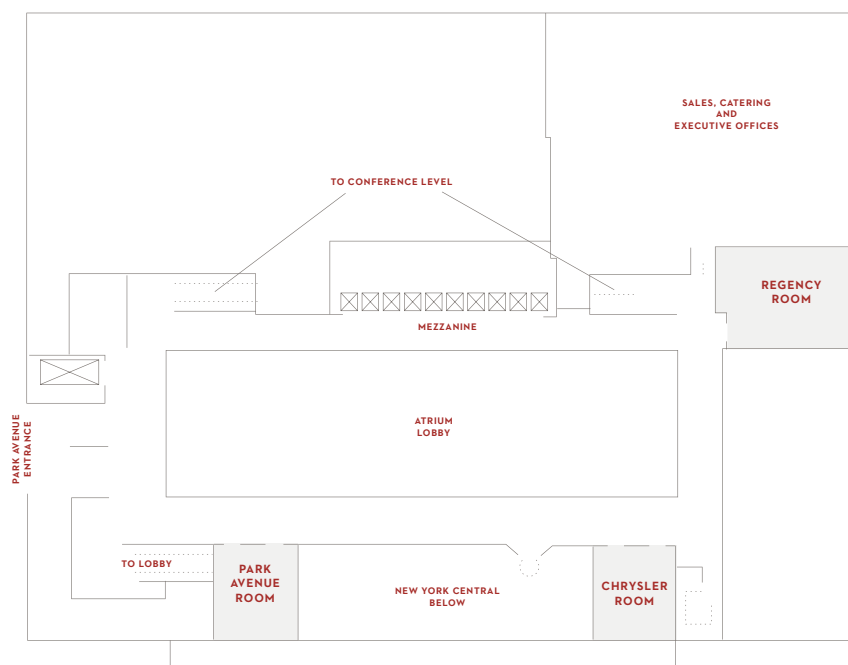 SALES, CATERING
AND
EXECUTIVE OFFICES
TO CONFERENCE LEVEL
REGENCY
ROOM
MEZZANINE
ATRIUM
LOBBY
PARK AVENUE
ENTRANCE
TO LOBBY
PARK
AVENUE
ROOM
NEW YORK CENTRAL
BELOW
CHRYSLER
ROOM